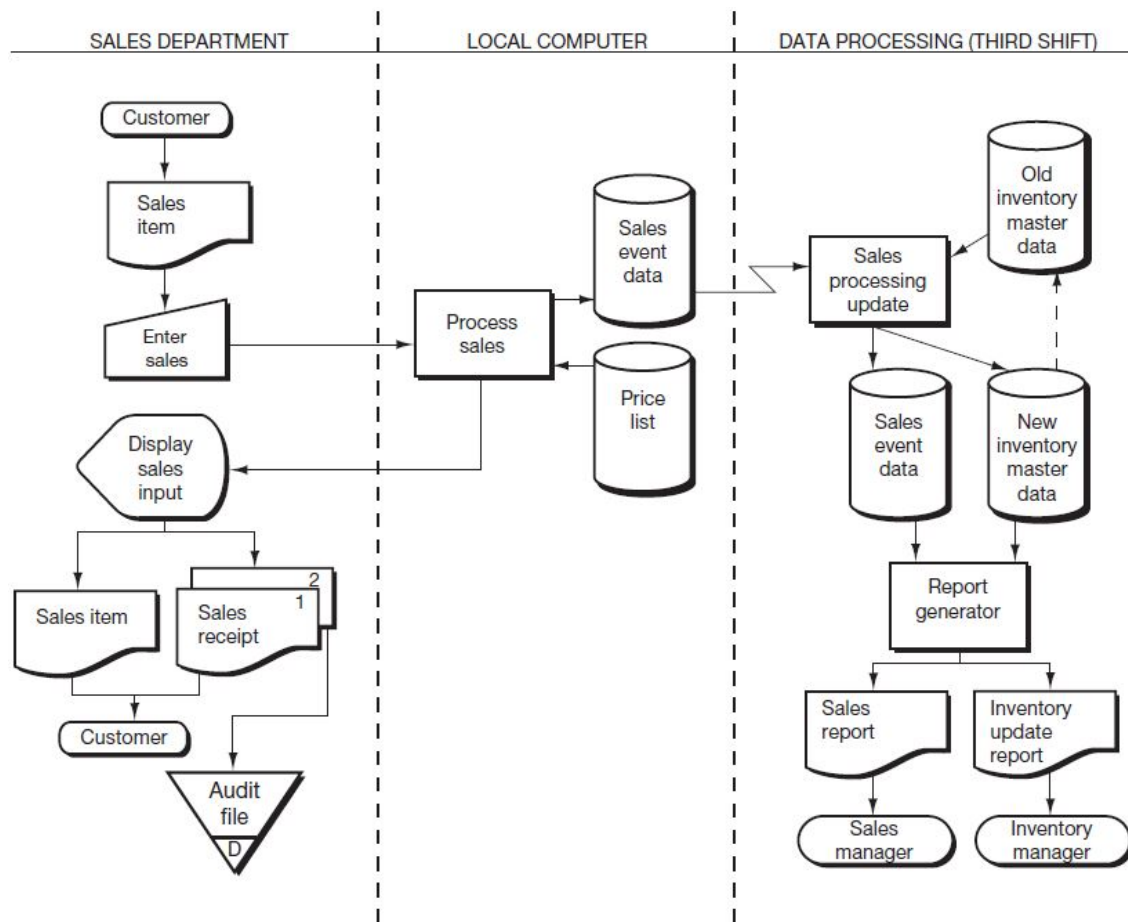 SALES DEPARTMENT
LOCAL COMPUTER
DATA PROCESSING (THIRD SHIFT)
Customer
Sales
item
Enter
sales
Display
sales
input
Sales item
2
1
Sales
receipt
Customer
Audit
file
D
Process
sales
Sales
event
data
Price
list
Old
inventory
master
data
Sales
processing
update
Sales
event
data
New
inventory
master
data
Report
generator
Sales
report
Inventory
update
report
Sales
manager
Inventory
manager